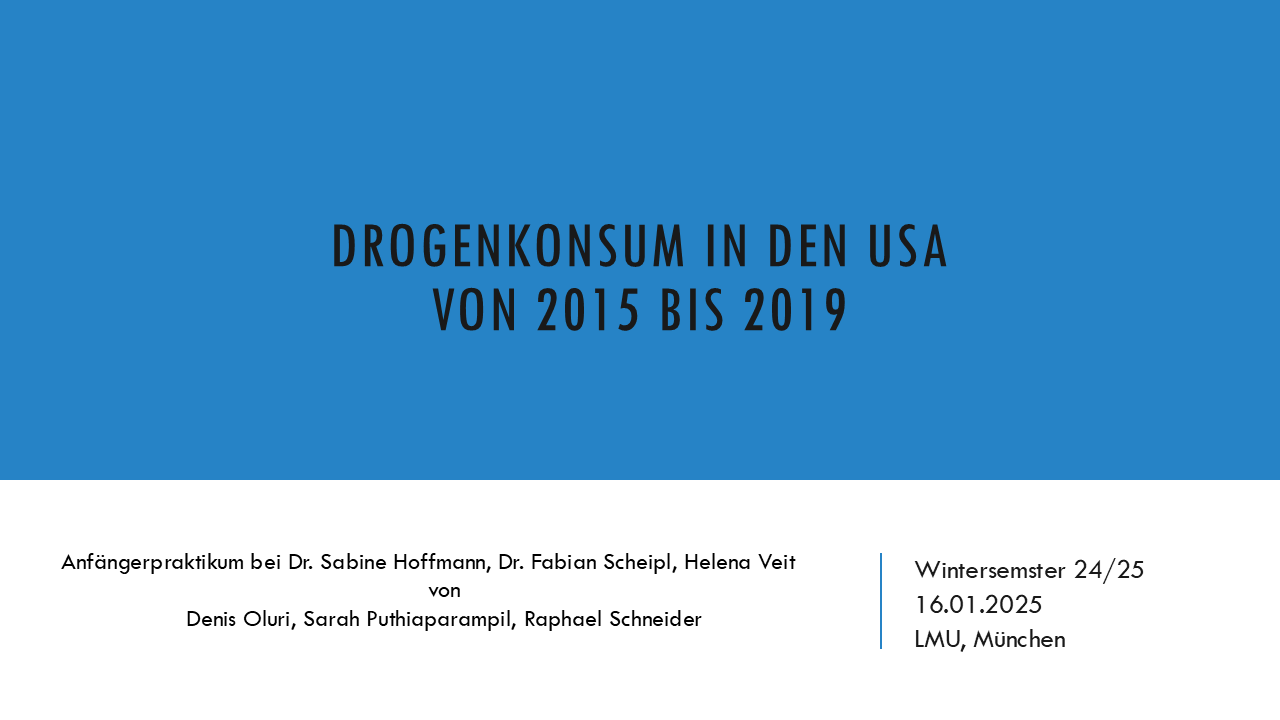 DROGENKONSUM IN DEN USA
VON 2015 BIS 2019
Anfängerpraktikum bei Dr. Sabine Hoffmann, Dr. Fabian Scheipl, Helena Veit
von
Denis Oluri, Sarah Puthiaparampil, Raphael Schneider
Wintersemster 24/25
16.01.2025
LMU, München